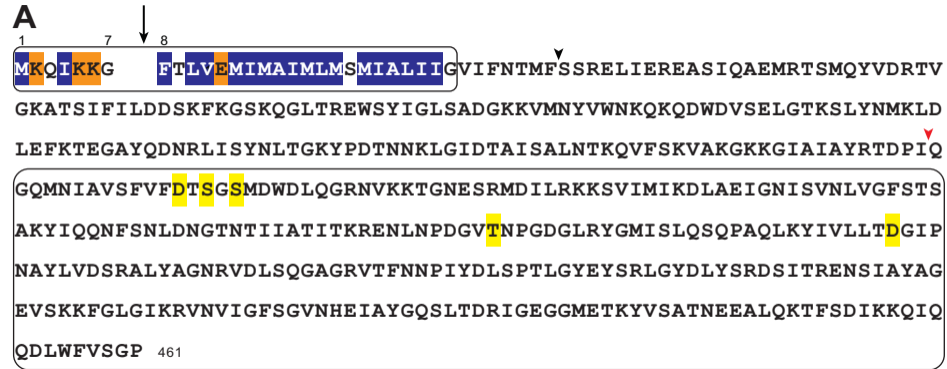 A
1 7 8
MKQIKKG FTLVEMIMAIMLMSMIALIIGVIFNTMFSSRELIEREASIQAEMRTSMQYVDRTV
GKATSIFILDDSKFKGSKQGLTREWSYIGLSADGKKVMNYVWNKQKQDWDVSELGTKSLYNMKLD
LEFKTEGAYQDNRLISYNLTGKYPDTNNKLGIDTAISALNTKQVFSKVAKGKKGIAIAYRTDPIQ
GQMNIAVSFVFDTSGSMDWDLQGRNVKKTGNESRMDILRKKSVIMIKDLAEIGNISVNLVGFSTS
AKYIQQNFSNLDNGTNTIIATITKRENLNPDGVTNPGDGLRYGMISLQSQPAQLKYIVLLTDGIP
NAYLVDSRALYAGNRVDLSQGAGRVTFNNPIYDLSPTLGYEYSRLGYDLYSRDSITRENSIAYAG
EVSKKFGLGIKRVNVIGFSGVNHEIAYGQSLTDRIGEGGMETKYVSATNEEALQKTFSDIKKQIQ
QDLWFVSGP 461